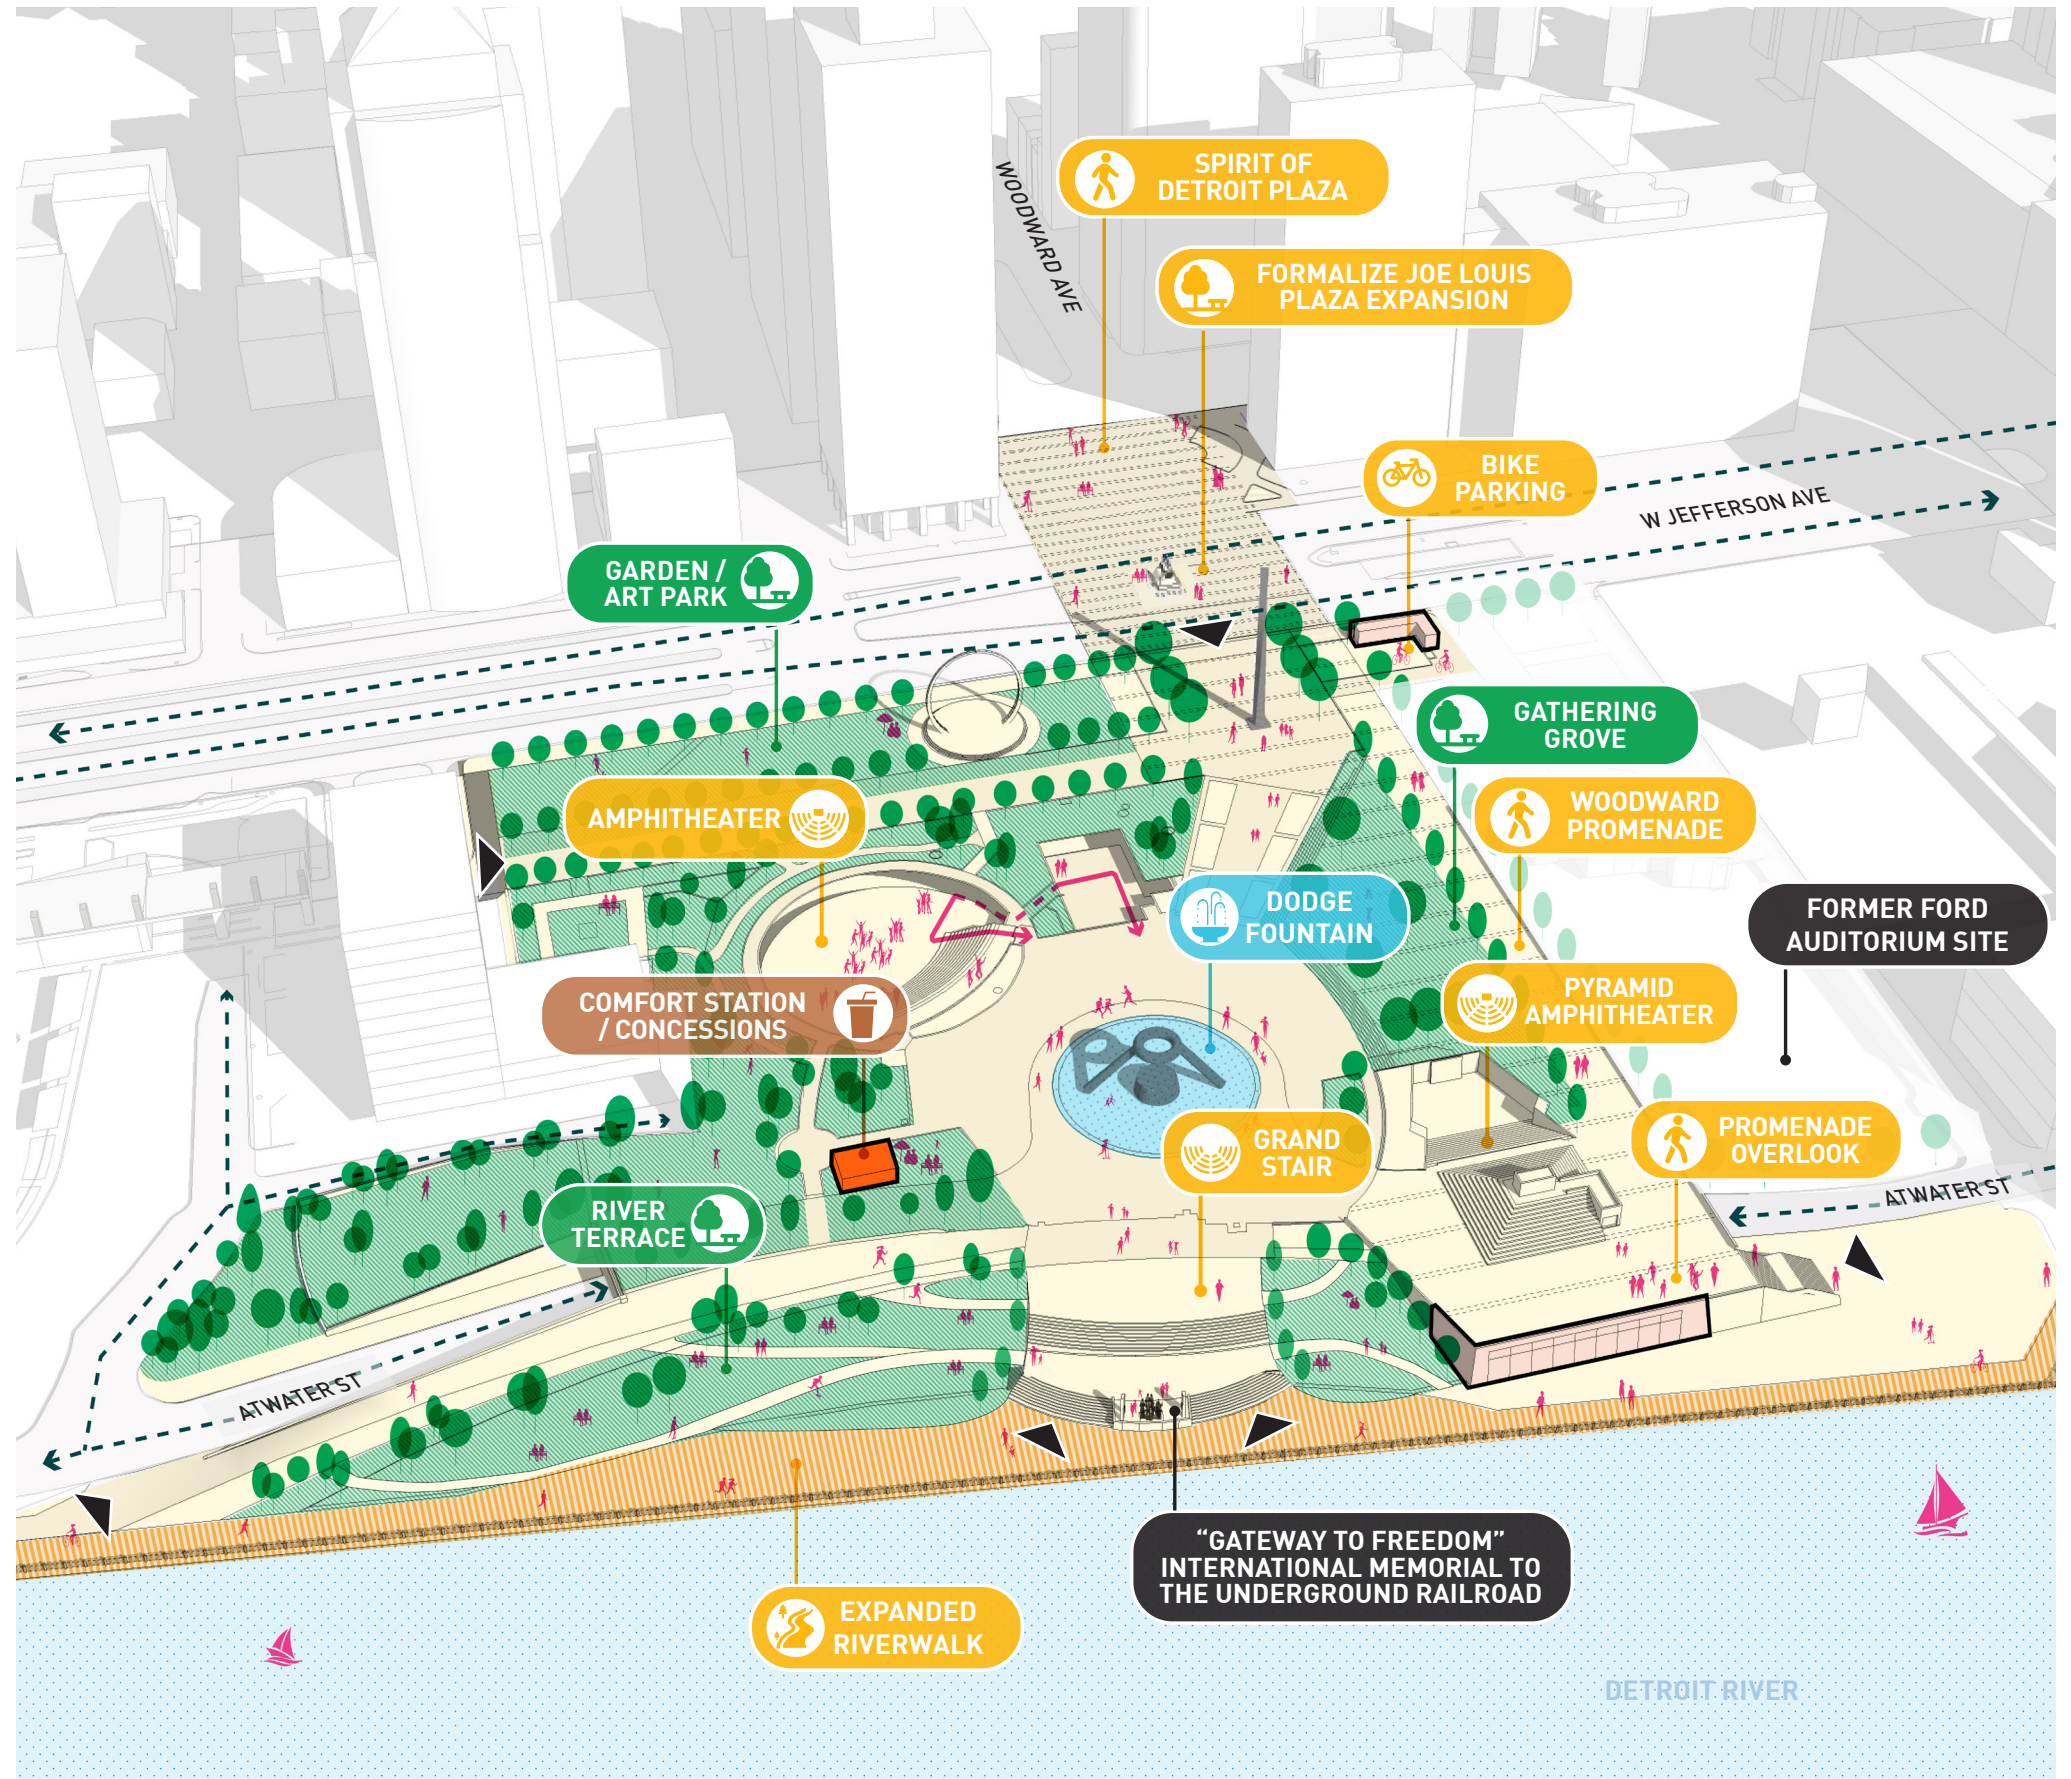 SPIRIT OF
DETROIT PLAZA
WOODWARD AVE
FORMALIZE JOE LOUIS
PLAZA EXPANSION
BIKE
PARKING
W JEFFERSON AVE
GARDEN /
ART PARK
GATHERING
GROVE
AMPHITHEATER
WOODWARD
PROMENADE
DODGE
FOUNTAIN
FORMER FORD
AUDITORIUM SITE
COMFORT STATION
/ CONCESSIONS
PYRAMID
AMPHITHEATER
GRAND
STAIR
PROMENADE
OVERLOOK
RIVER
TERRACE
ATWATER ST
ATWATER ST
“GATEWAY TO FREEDOM”
INTERNATIONAL MEMORIAL TO
THE UNDERGROUND RAILROAD
EXPANDED
RIVERWALK
DETROIT RIVER